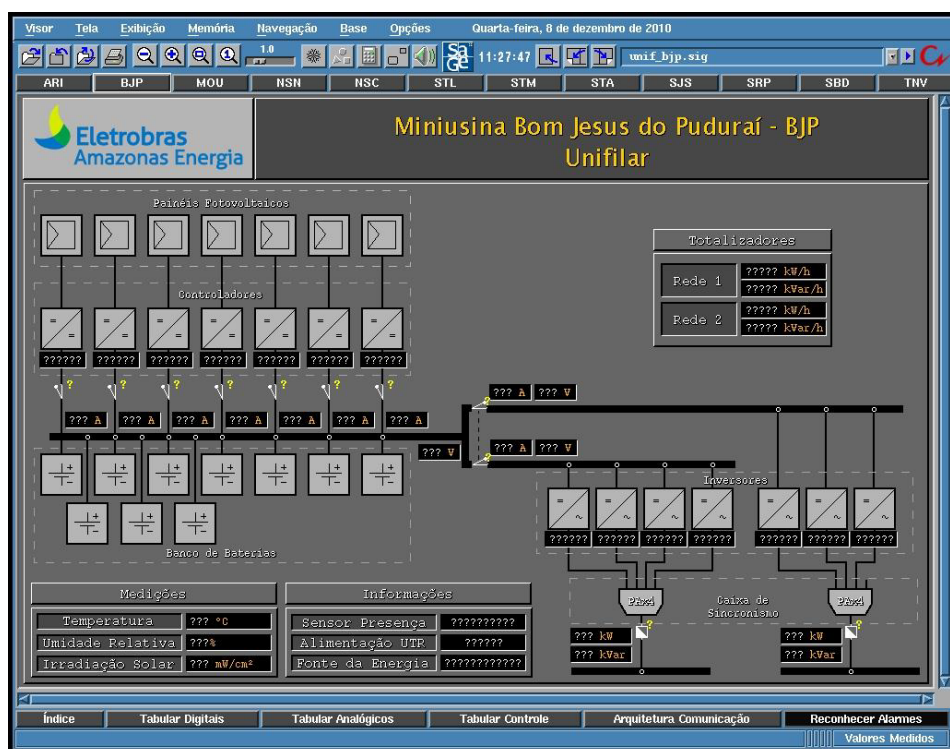 Visor Tela Exibição Memória Navegação Base Opções Quarta-feira, 8 de dezembro de 2010
1.0 SAGE 11:27:47 unif_bjp.sig
ARI BJP MOU NSN NSC STL STM STA SJS SRP SBD TNV
Eletrobras
Amazonas Energia
Miniusina Bom Jesus do Puduraí - BJP
Unifilar
Painéis Fotovoltaicos
Totalizadores
Rede 1 ????? kW/h
????? kVar/h
Rede 2 ????? kW/h
????? kVar/h
Controladores
?????? ?????? ?????? ?????? ?????? ?????? ??????
? ? ? ? ? ? ?
??? A ??? A ??? A ??? A ??? A ??? A ??? A
? ??? A ??? V
??? V
? ??? A ??? V
Inversores
?????? ?????? ?????? ?????? ?????? ?????? ??????
Banco de Baterias
Caixa de
Sincronismo
PAx4 PAx4
? ?
??? kW
??? kVar
??? kW
??? kVar
Medições
Temperatura ??? °C
Umidade Relativa ???%
Irradiação Solar ??? mW/cm²
Informações
Sensor Presença ??????????
Alimentação UTR ??????
Fonte da Energia ????????????
Índice Tabular Digitais Tabular Analógicos Tabular Controle Arquitetura Comunicação Reconhecer Alarmes
Valores Medidos